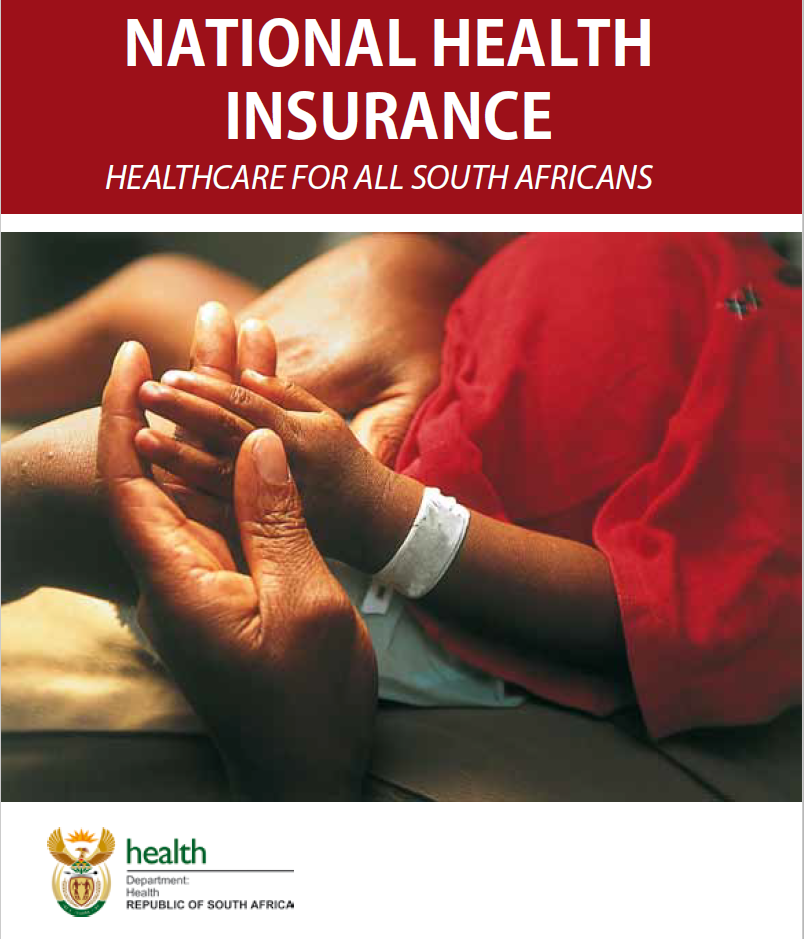 NATIONAL HEALTH
INSURANCE
HEALTHCARE FOR ALL SOUTH AFRICANS
health
Department:
Health
REPUBLIC OF SOUTH AFRICA